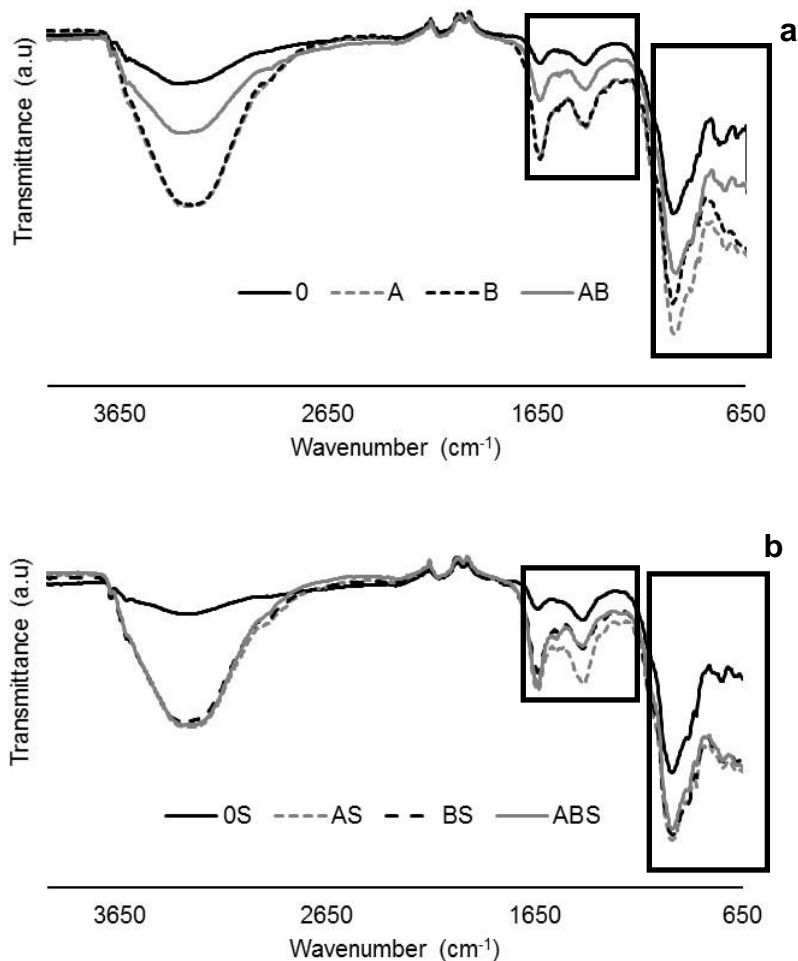 a
Transmittance (a.u)
0 A B AB
3650 2650 1650 650
Wavenumber (cm⁻¹)
b
Transmittance (a.u)
0S AS BS ABS
3650 2650 1650 650
Wavenumber (cm⁻¹)